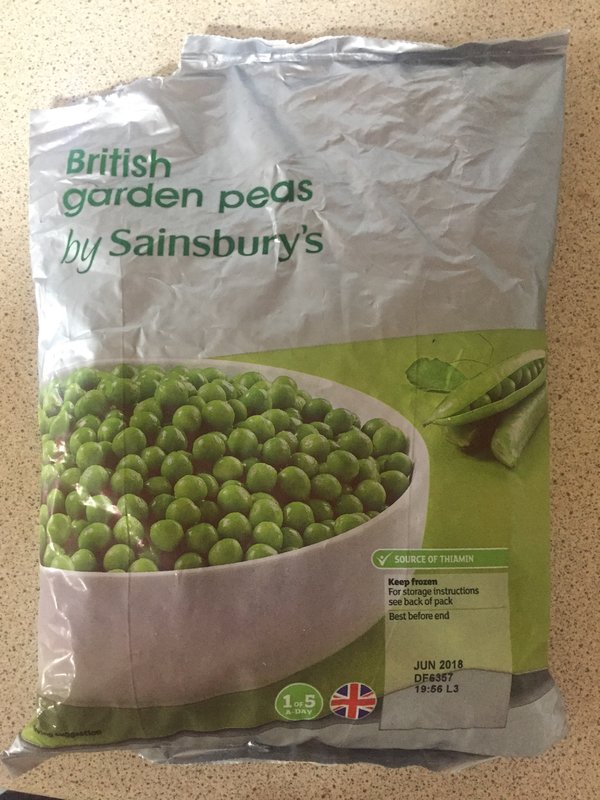 British
garden peas
by Sainsbury's
SOURCE OF THIAMIN
Keep frozen
For storage instructions
see back of pack
Best before end
JUN 2018
DF6357
19:56 L3
1 OF 5
A-DAY
suggestion